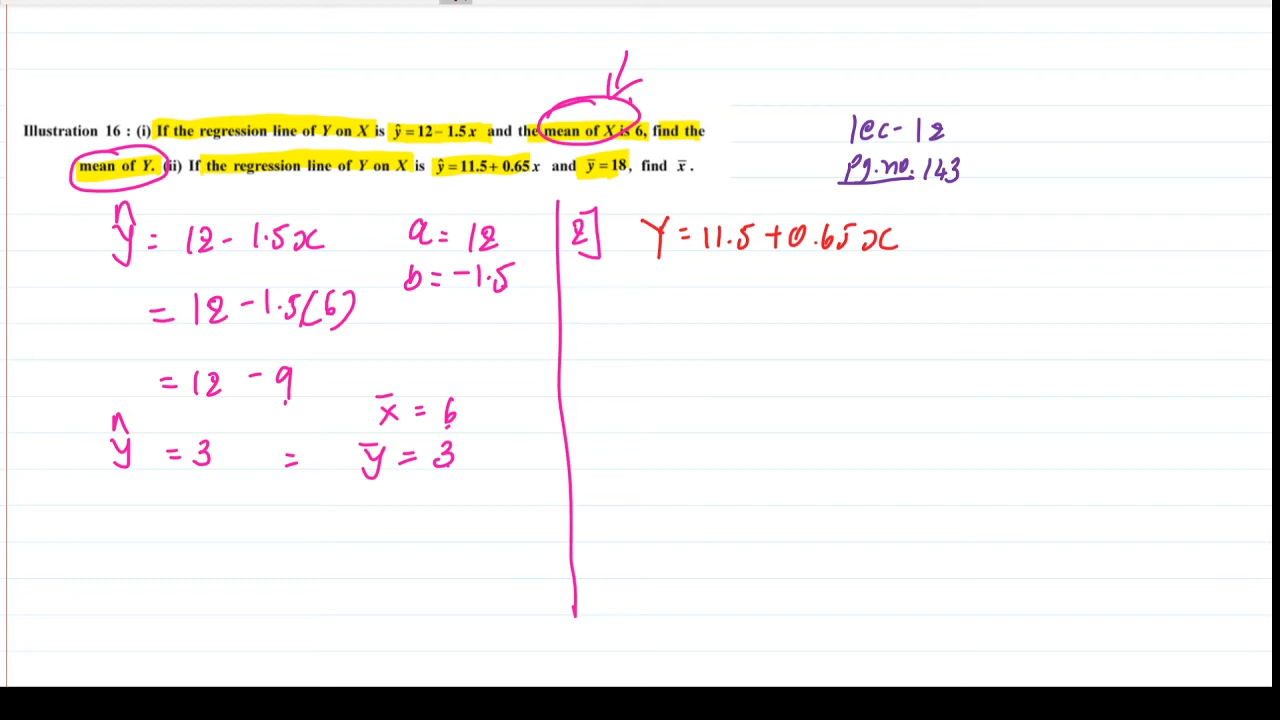 Illustration 16 : (i) If the regression line of Y on X is ŷ = 12 – 1.5x and the mean of X is 6, find the
mean of Y. (ii) If the regression line of Y on X is ŷ = 11.5 + 0.65x and ȳ = 18, find x̄.
lec- 12
Pg.no. 143
ŷ = 12 - 1.5x
a = 12
b = -1.5
= 12 - 1.5(6)
= 12 - 9
ŷ = 3 =
x̄ = 6
ȳ = 3
2] Y = 11.5 + 0.65x